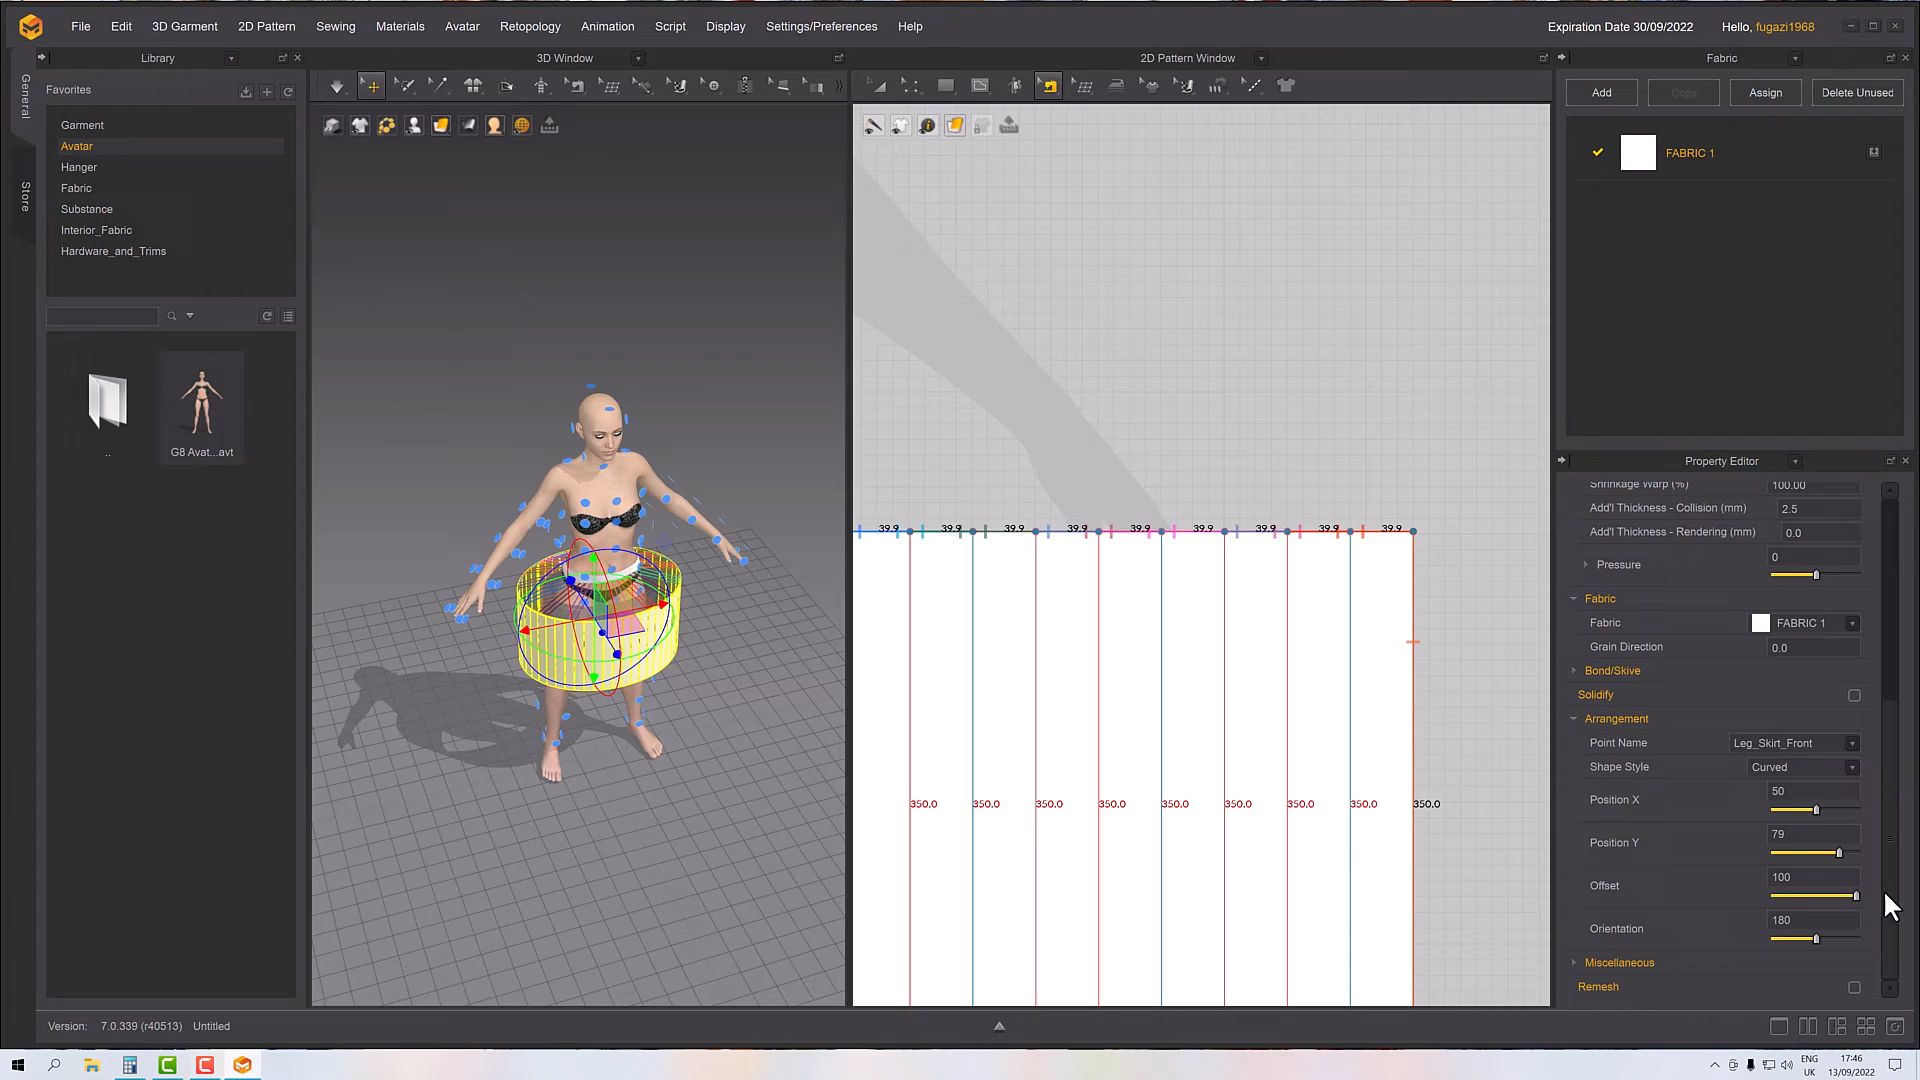 File Edit 3D Garment 2D Pattern Sewing Materials Avatar Retopology Animation Script Display Settings/Preferences Help Expiration Date 30/09/2022 Hello, fugazi1968
Library 3D Window 2D Pattern Window Fabric
General
Store
Favorites
Garment
Avatar
Hanger
Fabric
Substance
Interior_Fabric
Hardware_and_Trims
..
G8 Avat...avt
39.9 39.9 39.9 39.9 39.9 39.9 39.9 39.9 39.9
350.0 350.0 350.0 350.0 350.0 350.0 350.0 350.0 350.0
Add Copy Assign Delete Unused
FABRIC 1
Property Editor
Shrinkage Warp (%) 100.00
Add'l Thickness - Collision (mm) 2.5
Add'l Thickness - Rendering (mm) 0.0
Pressure 0
Fabric
Fabric FABRIC 1
Grain Direction 0.0
Bond/Skive
Solidify
Arrangement
Point Name Leg_Skirt_Front
Shape Style Curved
Position X 50
Position Y 79
Offset 100
Orientation 180
Miscellaneous
Remesh
Version: 7.0.339 (r40513) Untitled
ENG
UK
17:46
13/09/2022